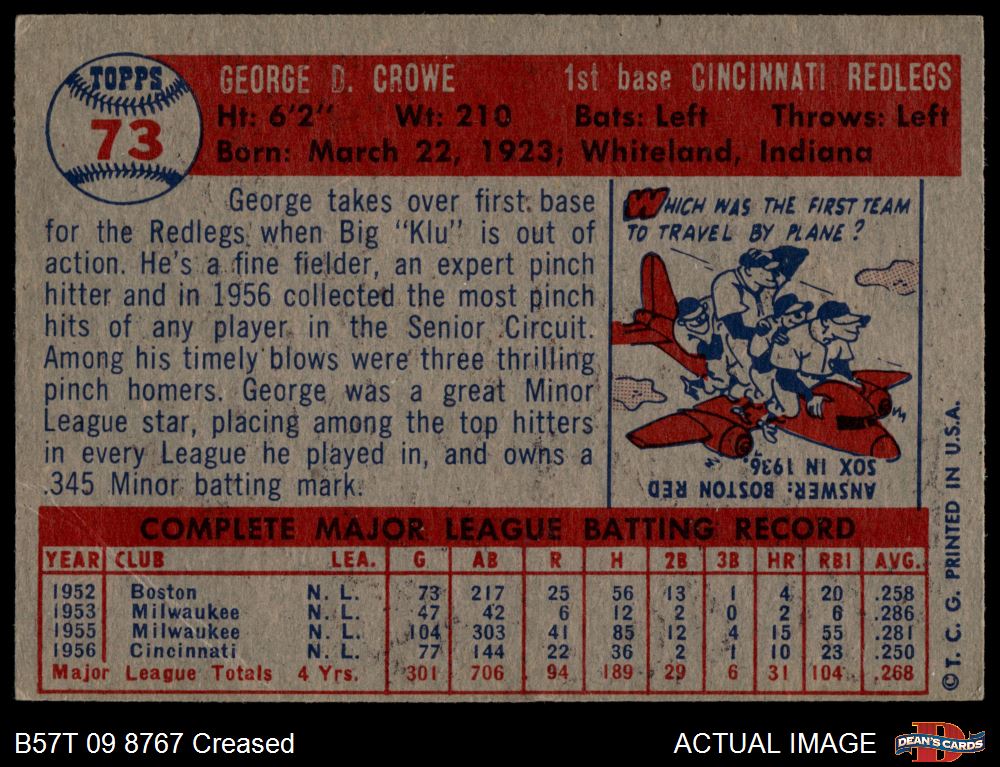 TOPPS
73
GEORGE D. CROWE 1st base CINCINNATI REDLEGS
Ht: 6'2" Wt: 210 Bats: Left Throws: Left
Born: March 22, 1923; Whiteland, Indiana
George takes over first base
for the Redlegs when Big "Klu" is out of
action. He's a fine fielder, an expert pinch
hitter and in 1956 collected the most pinch
hits of any player in the Senior Circuit.
Among his timely blows were three thrilling
pinch homers. George was a great Minor
League star, placing among the top hitters
in every League he played in, and owns a
.345 Minor batting mark.
WHICH WAS THE FIRST TEAM
TO TRAVEL BY PLANE?
ANSWER: BOSTON RED
SOX IN 1936.
COMPLETE MAJOR LEAGUE BATTING RECORD
YEAR CLUB LEA. G AB R H 2B 3B HR RBI AVG.
1952 Boston N. L. 73 217 25 56 13 1 4 20 .258
1953 Milwaukee N. L. 47 42 6 12 2 0 2 6 .286
1955 Milwaukee N. L. 104 303 41 85 12 4 15 55 .281
1956 Cincinnati N. L. 77 144 22 36 2 1 10 23 .250
Major League Totals 4 Yrs. 301 706 94 189 29 6 31 104 .268
© T. C. G. PRINTED IN U.S.A.
B57T 09 8767 Creased
ACTUAL IMAGE
D
DEAN'S CARDS